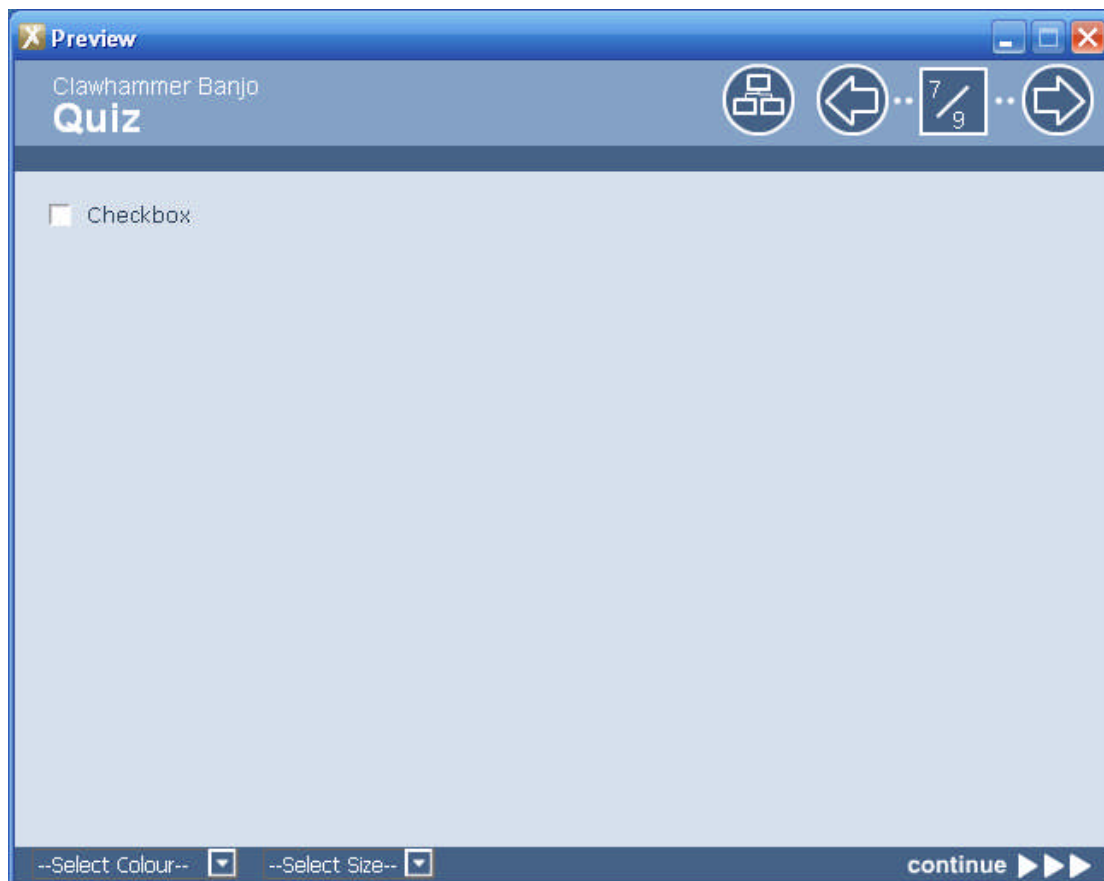 Preview
Clawhammer Banjo
Quiz
7/9
Checkbox
--Select Colour-- --Select Size-- continue